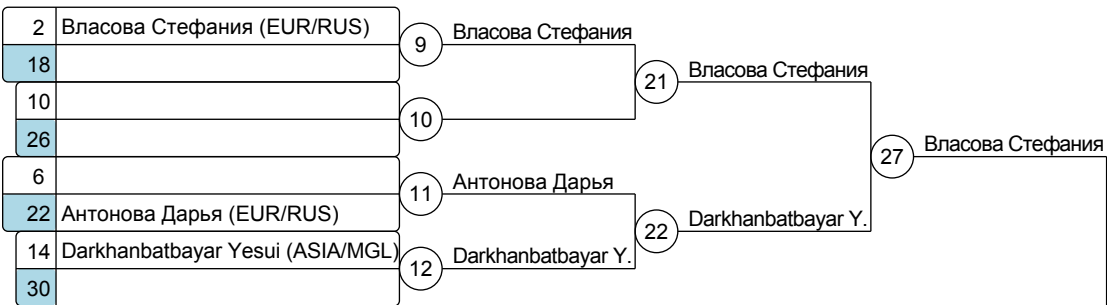 2 Власова Стефания (EUR/RUS)
9 Власова Стефания
18
21 Власова Стефания
10
10
26
27 Власова Стефания
6
11 Антонова Дарья
22 Антонова Дарья (EUR/RUS)
22 Darkhanbatbayar Y.
14 Darkhanbatbayar Yesui (ASIA/MGL)
12 Darkhanbatbayar Y.
30